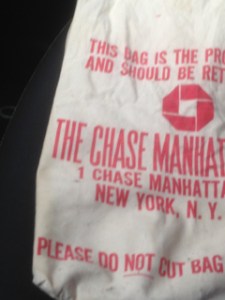 THIS BAG IS THE PRO
AND SHOULD BE RET
THE CHASE MANHAT
1 CHASE MANHATTA
NEW YORK, N. Y.
PLEASE DO NOT CUT BAG